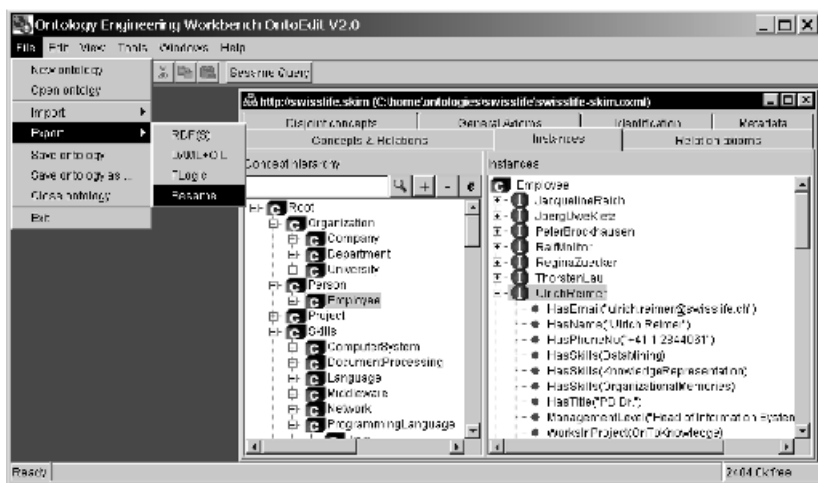 Ontology Engineering Workbench OntoEdit V2.0
File Edit View Tools Windows Help
New ontology
Open ontolgy
Import
Export
Save ontology
Save ontology as ...
Close ontology
Exit
RDF(S)
DAML+OIL
FLogic
Sesame
Sesame Query
http://swisslife.skim (C:\home\ontologies\swisslife\swisslife-skim.oxml)
Disjoint concepts General Axioms Identification Metadata
Concepts & Relations Instances Relation axioms
Concept hierarchy
Root
Organization
Company
Department
University
Person
Employee
Project
Skills
ComputerSystem
DocumentProcessing
Language
Middleware
Network
ProgrammingLanguage
Instances
Employee
JacquelineReich
JoergUweKietz
PeterBrockhausen
RalfMolitor
ReginaZuecker
ThorstenLau
UlrichReimer
HasEmail("ulrich.reimer@swisslife.ch")
HasName("Ulrich Reimer")
HasPhoneNo("+41 1 2844061")
HasSkills(DataMining)
HasSkills(KnowledgeRepresentation)
HasSkills(OrganizationalMemories)
HasTitle("PD Dr.")
ManagementLevel("Head of Information System
WorksInProject(OnToKnowledge)
Ready
free